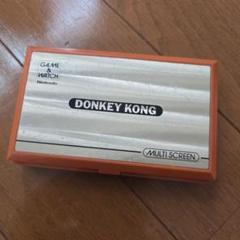 GAME
&
WATCH
Nintendo
DONKEY KONG
MULTI SCREEN